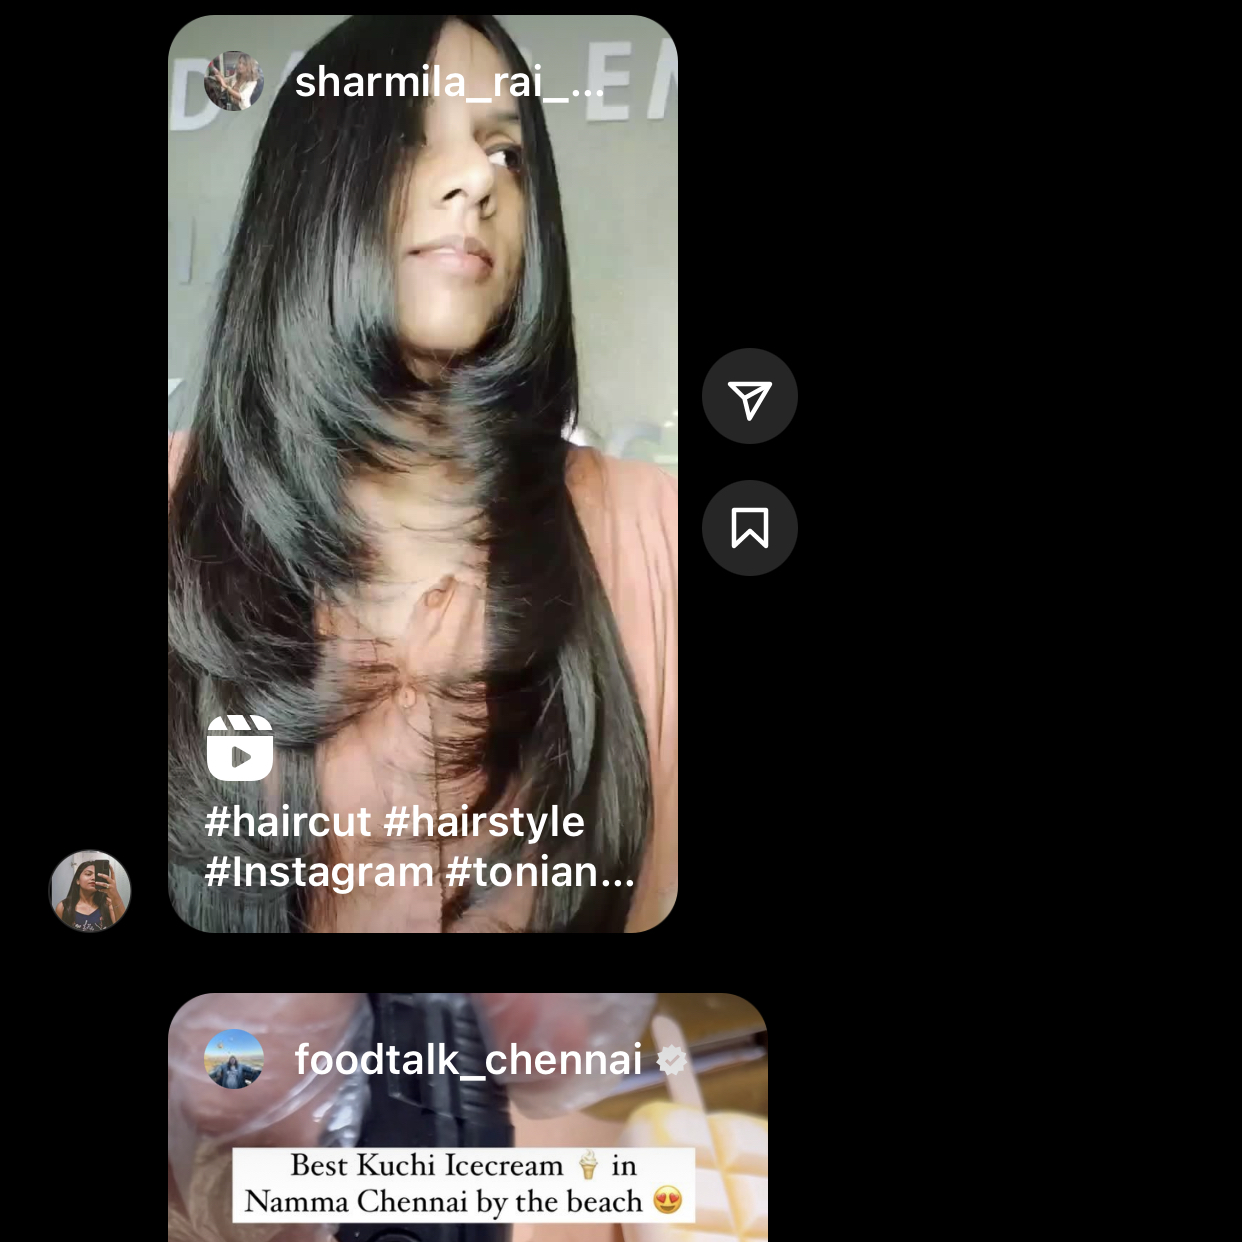 sharmila_rai_...
#haircut #hairstyle
#Instagram #tonian...
foodtalk_chennai
Best Kuchi Icecream 🍦 in
Namma Chennai by the beach 😍